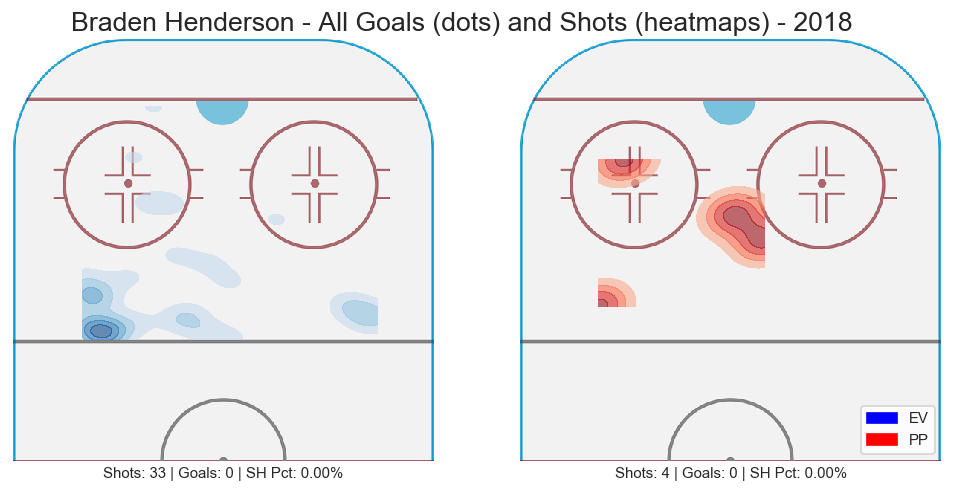 Braden Henderson - All Goals (dots) and Shots (heatmaps) - 2018
EV
PP
Shots: 33 | Goals: 0 | SH Pct: 0.00%
Shots: 4 | Goals: 0 | SH Pct: 0.00%